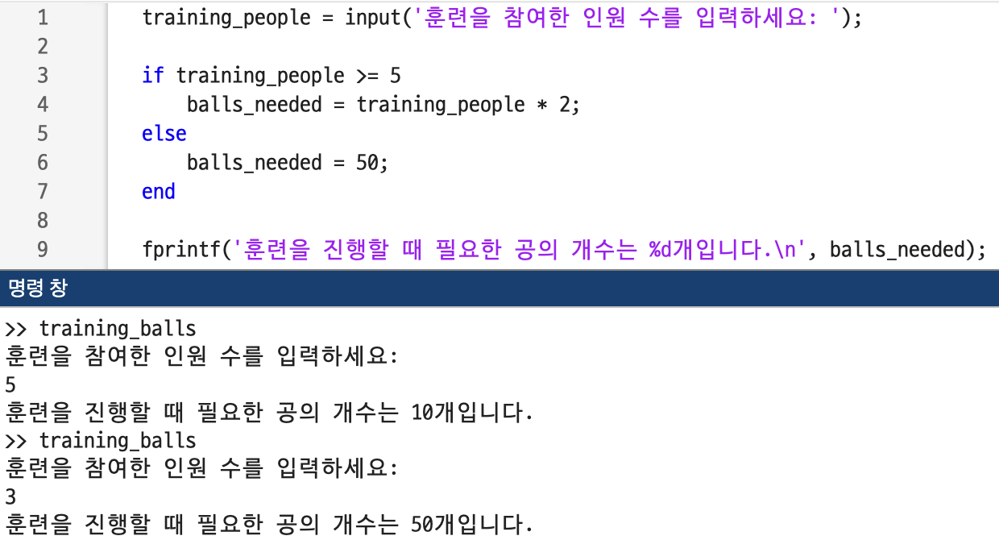 1 training_people = input('훈련을 참여한 인원 수를 입력하세요: ');
2
3 if training_people >= 5
4     balls_needed = training_people * 2;
5 else
6     balls_needed = 50;
7 end
8
9 fprintf('훈련을 진행할 때 필요한 공의 개수는 %d개입니다.\n', balls_needed);
명령 창
>> training_balls
훈련을 참여한 인원 수를 입력하세요:
5
훈련을 진행할 때 필요한 공의 개수는 10개입니다.
>> training_balls
훈련을 참여한 인원 수를 입력하세요:
3
훈련을 진행할 때 필요한 공의 개수는 50개입니다.